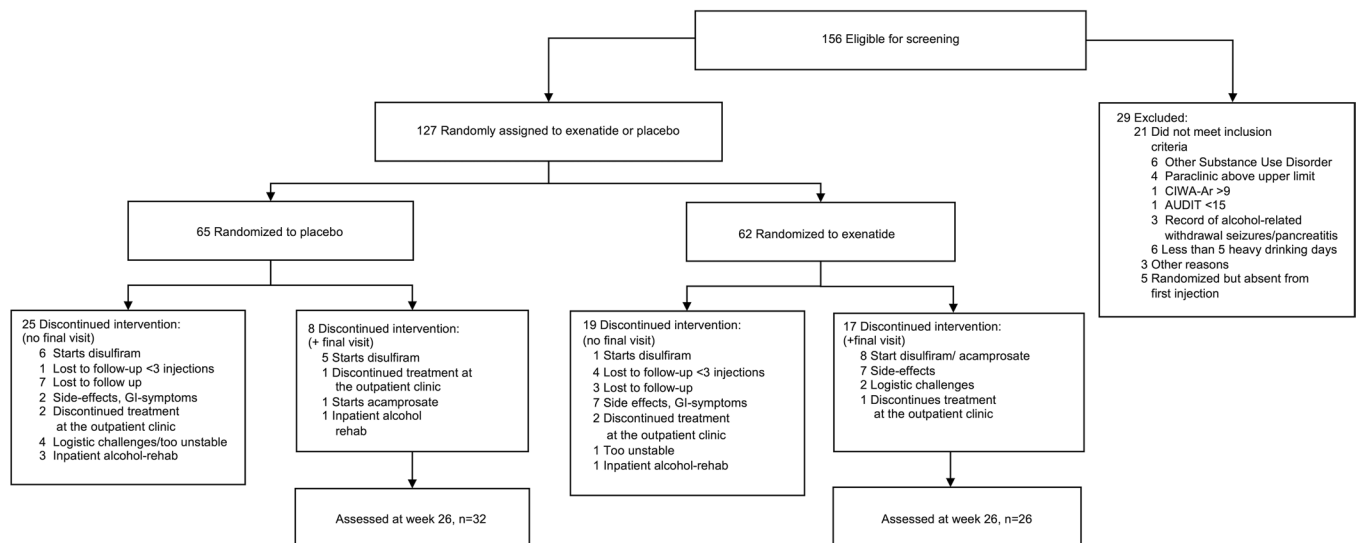 156 Eligible for screening
127 Randomly assigned to exenatide or placebo
29 Excluded:
21 Did not meet inclusion
criteria
6 Other Substance Use Disorder
4 Paraclinic above upper limit
1 CIWA-Ar >9
1 AUDIT <15
3 Record of alcohol-related
withdrawal seizures/pancreatitis
6 Less than 5 heavy drinking days
3 Other reasons
5 Randomized but absent from
first injection
65 Randomized to placebo
62 Randomized to exenatide
25 Discontinued intervention:
(no final visit)
6 Starts disulfiram
1 Lost to follow-up <3 injections
7 Lost to follow up
2 Side-effects, GI-symptoms
2 Discontinued treatment
at the outpatient clinic
4 Logistic challenges/too unstable
3 Inpatient alcohol-rehab
8 Discontinued intervention:
(+ final visit)
5 Starts disulfiram
1 Discontinued treatment at
the outpatient clinic
1 Starts acamprosate
1 Inpatient alcohol
rehab
19 Discontinued intervention:
(no final visit)
1 Starts disulfiram
4 Lost to follow-up <3 injections
3 Lost to follow-up
7 Side effects, GI-symptoms
2 Discontinued treatment
at the outpatient clinic
1 Too unstable
1 Inpatient alcohol-rehab
17 Discontinued intervention:
(+final visit)
8 Start disulfiram/ acamprosate
7 Side-effects
2 Logistic challenges
1 Discontinues treatment
at the outpatient clinic
Assessed at week 26, n=32
Assessed at week 26, n=26